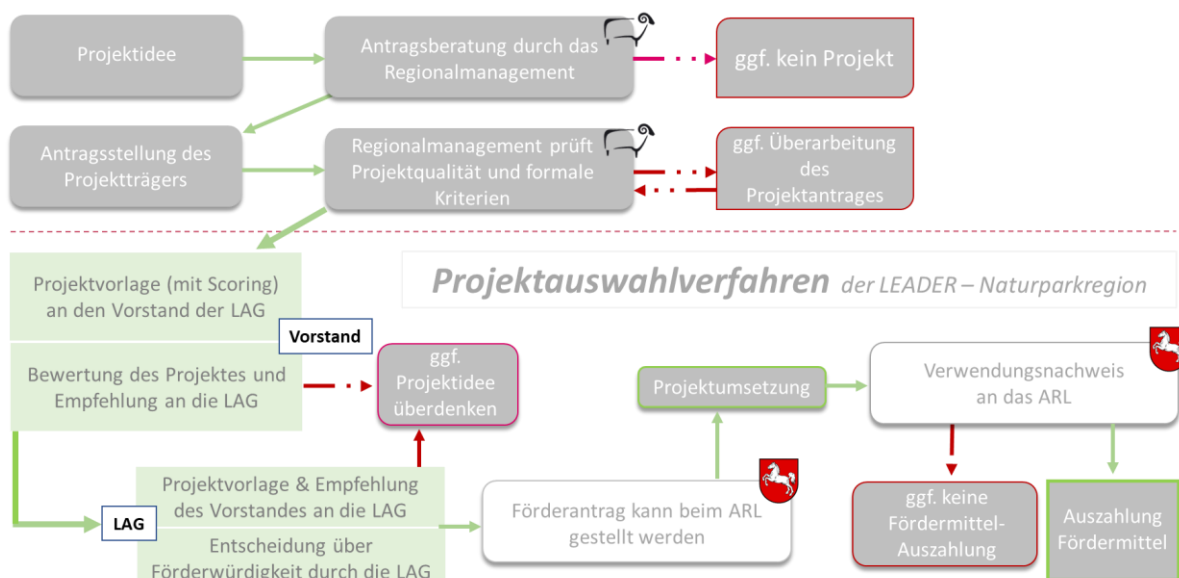 Projektidee
Antragsberatung durch das
Regionalmanagement
ggf. kein Projekt
Antragsstellung des
Projektträgers
Regionalmanagement prüft
Projektqualität und formale
Kriterien
ggf. Überarbeitung
des
Projektantrages
Projektauswahlverfahren der LEADER – Naturparkregion
Projektvorlage (mit Scoring)
an den Vorstand der LAG
Vorstand
Bewertung des Projektes und
Empfehlung an die LAG
ggf.
Projektidee
überdenken
LAG
Projektvorlage & Empfehlung
des Vorstandes an die LAG
Entscheidung über
Förderwürdigkeit durch die LAG
Förderantrag kann beim ARL
gestellt werden
Projektumsetzung
Verwendungsnachweis
an das ARL
ggf. keine
Fördermittel-
Auszahlung
Auszahlung
Fördermittel